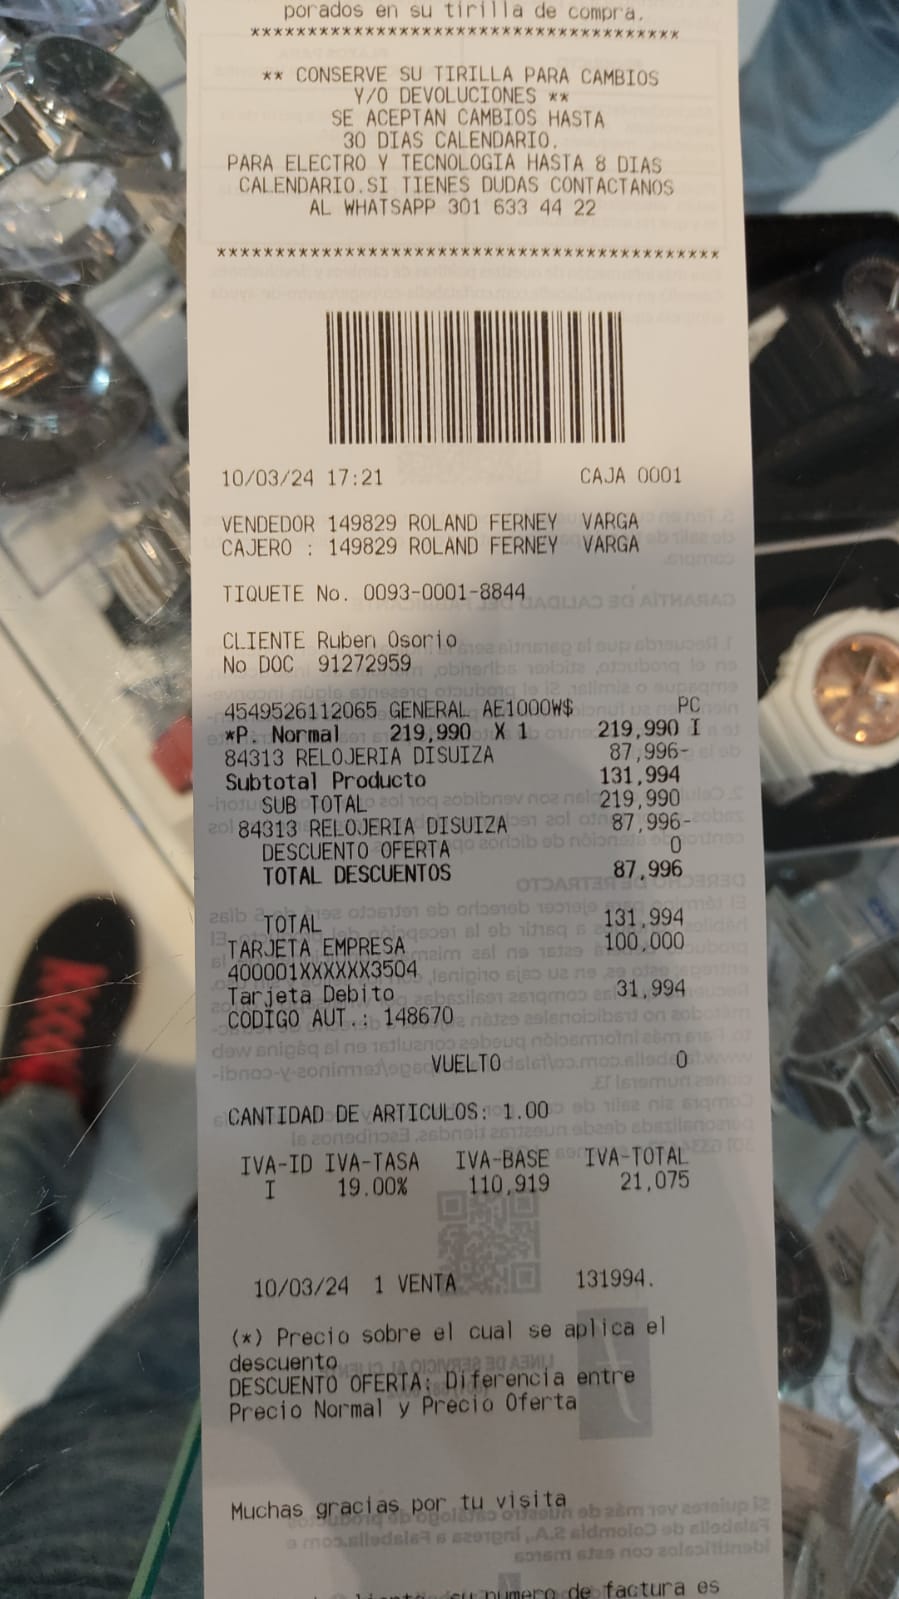 porados en su tirilla de compra.
*************************************
** CONSERVE SU TIRILLA PARA CAMBIOS
Y/O DEVOLUCIONES **
SE ACEPTAN CAMBIOS HASTA
30 DIAS CALENDARIO.
PARA ELECTRO Y TECNOLOGIA HASTA 8 DIAS
CALENDARIO.SI TIENES DUDAS CONTACTANOS
AL WHATSAPP 301 633 44 22
*******************************************
10/03/24 17:21 CAJA 0001
VENDEDOR 149829 ROLAND FERNEY VARGA
CAJERO : 149829 ROLAND FERNEY VARGA
TIQUETE No. 0093-0001-8844
CLIENTE Ruben Osorio
No DOC 91272959
4549526112065 GENERAL AE1000W$ PC
*P. Normal 219,990 X 1 219,990 I
84313 RELOJERIA DISUIZA 87,996-
Subtotal Producto 131,994
SUB TOTAL 219,990
84313 RELOJERIA DISUIZA 87,996-
DESCUENTO OFERTA 0
TOTAL DESCUENTOS 87,996
TOTAL 131,994
TARJETA EMPRESA 100,000
400001XXXXXX3504
Tarjeta Debito 31,994
CODIGO AUT.: 148670
VUELTO 0
CANTIDAD DE ARTICULOS: 1.00
IVA-ID IVA-TASA IVA-BASE IVA-TOTAL
I 19.00% 110,919 21,075
10/03/24 1 VENTA 131994.
(*) Precio sobre el cual se aplica el
descuento
DESCUENTO OFERTA: Diferencia entre
Precio Normal y Precio Oferta
Muchas gracias por tu visita
su numero de factura es